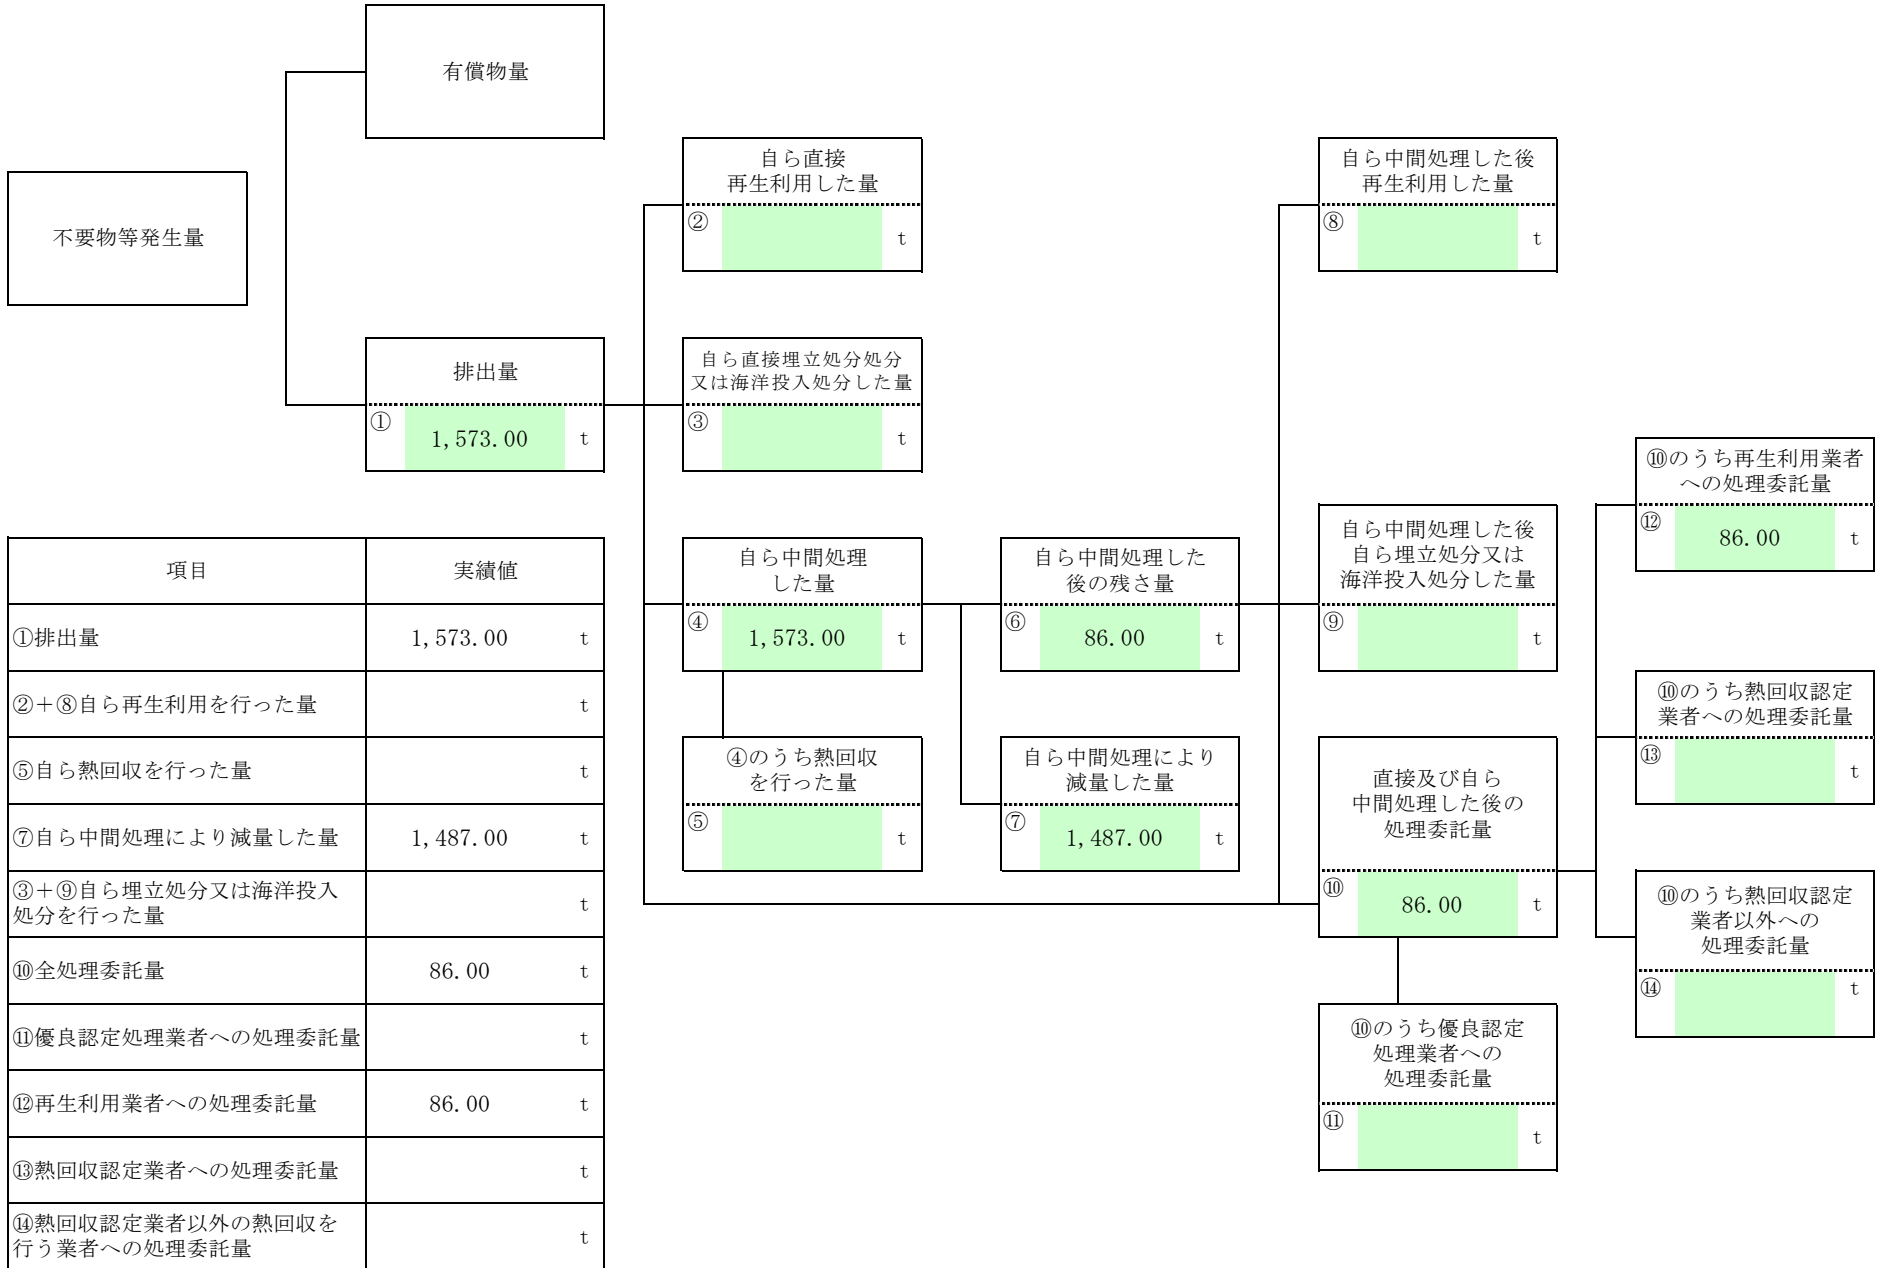 有償物量
不要物等発生量
排出量
①
1,573.00
t
自ら直接
再生利用した量
②
t
自ら直接埋立処分処分
又は海洋投入処分した量
③
t
自ら中間処理
した量
④
1,573.00
t
④のうち熱回収
を行った量
⑤
t
自ら中間処理した
後の残さ量
⑥
86.00
t
自ら中間処理により
減量した量
⑦
1,487.00
t
自ら中間処理した後
再生利用した量
⑧
t
自ら中間処理した後
自ら埋立処分又は
海洋投入処分した量
⑨
t
直接及び自ら
中間処理した後の
処理委託量
⑩
86.00
t
⑩のうち優良認定
処理業者への
処理委託量
⑪
t
⑩のうち再生利用業者
への処理委託量
⑫
86.00
t
⑩のうち熱回収認定
業者への処理委託量
⑬
t
⑩のうち熱回収認定
業者以外への
処理委託量
⑭
t
項目 実績値
①排出量 1,573.00 t
②＋⑧自ら再生利用を行った量 t
⑤自ら熱回収を行った量 t
⑦自ら中間処理により減量した量 1,487.00 t
③＋⑨自ら埋立処分又は海洋投入
処分を行った量 t
⑩全処理委託量 86.00 t
⑪優良認定処理業者への処理委託量 t
⑫再生利用業者への処理委託量 86.00 t
⑬熱回収認定業者への処理委託量 t
⑭熱回収認定業者以外の熱回収を
行う業者への処理委託量 t